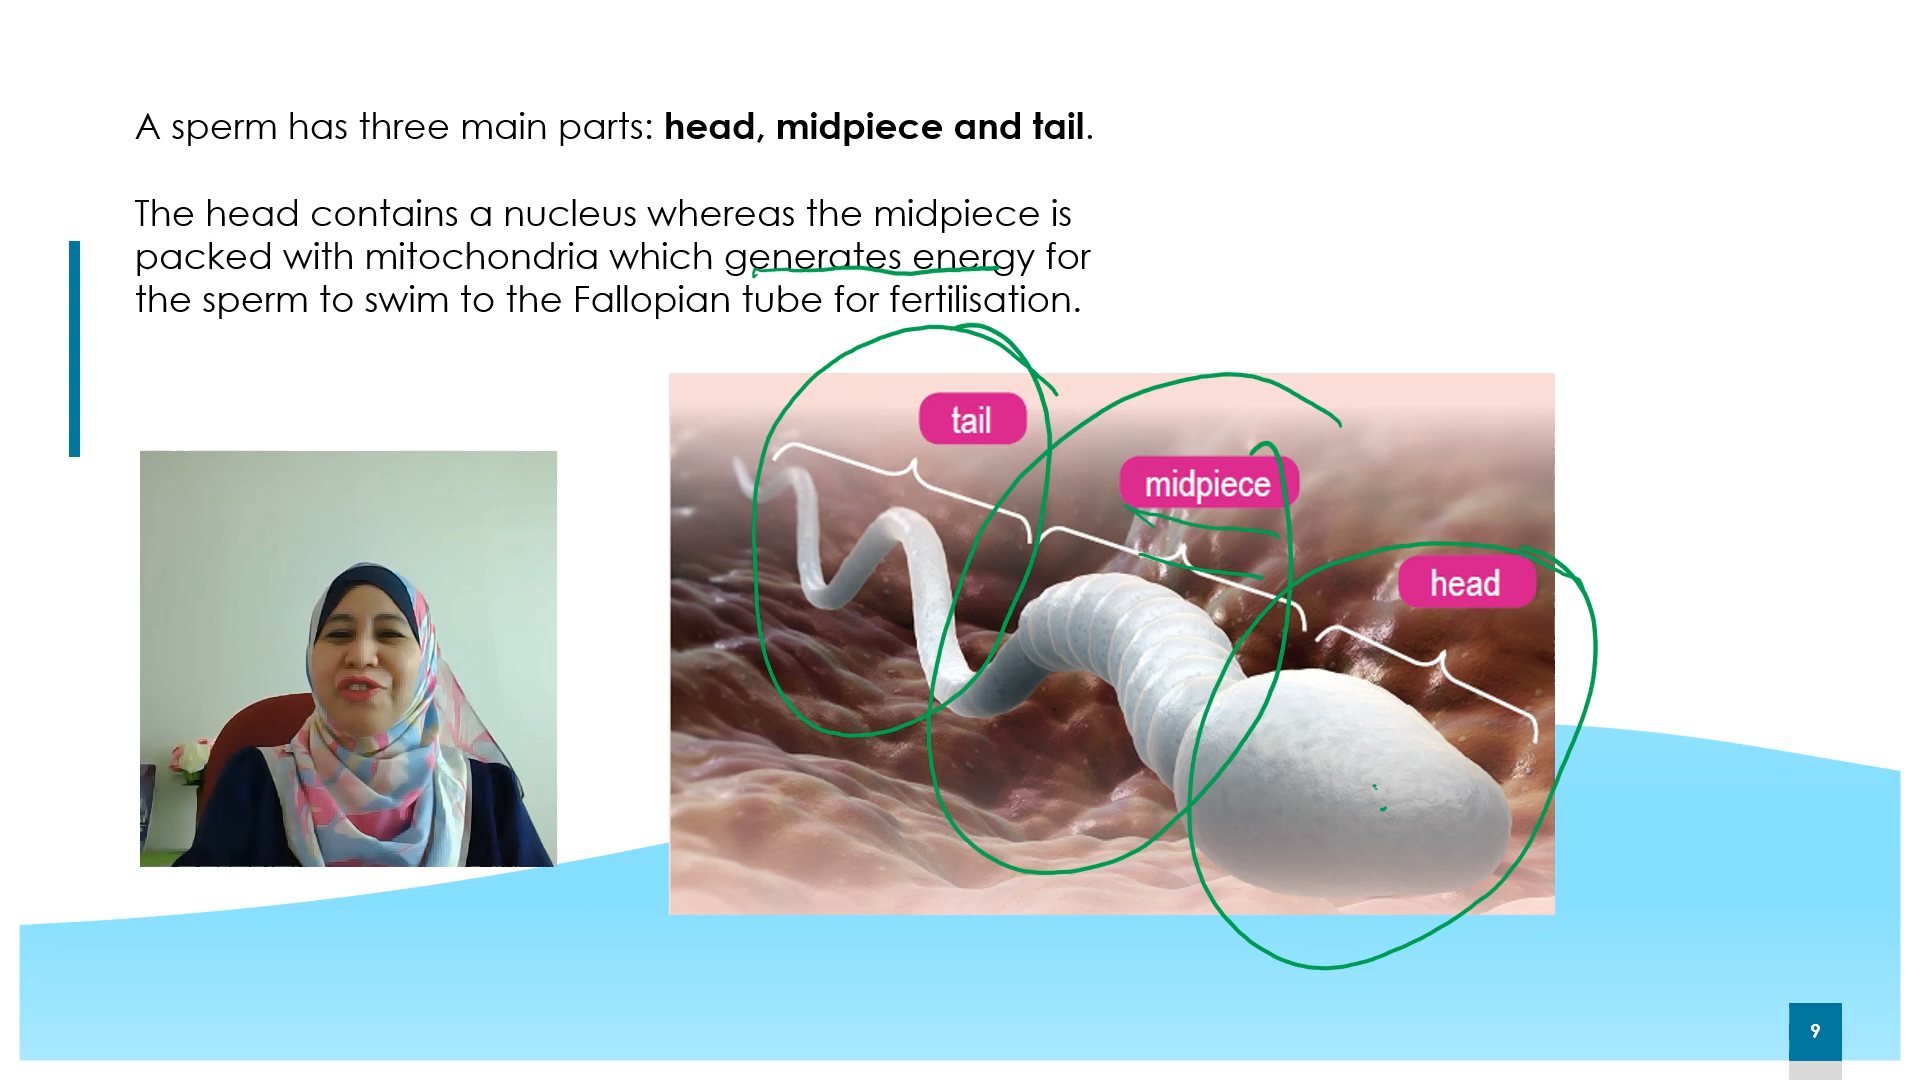 A sperm has three main parts: head, midpiece and tail.
The head contains a nucleus whereas the midpiece is
packed with mitochondria which generates energy for
the sperm to swim to the Fallopian tube for fertilisation.
tail
midpiece
head
9